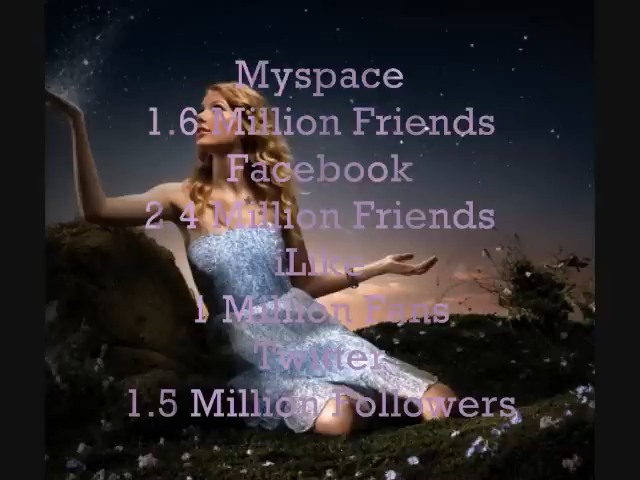 Myspace
1.6 Million Friends
Facebook
2 4 Million Friends
iLike
1 Million Fans
Twitter
1.5 Million Followers